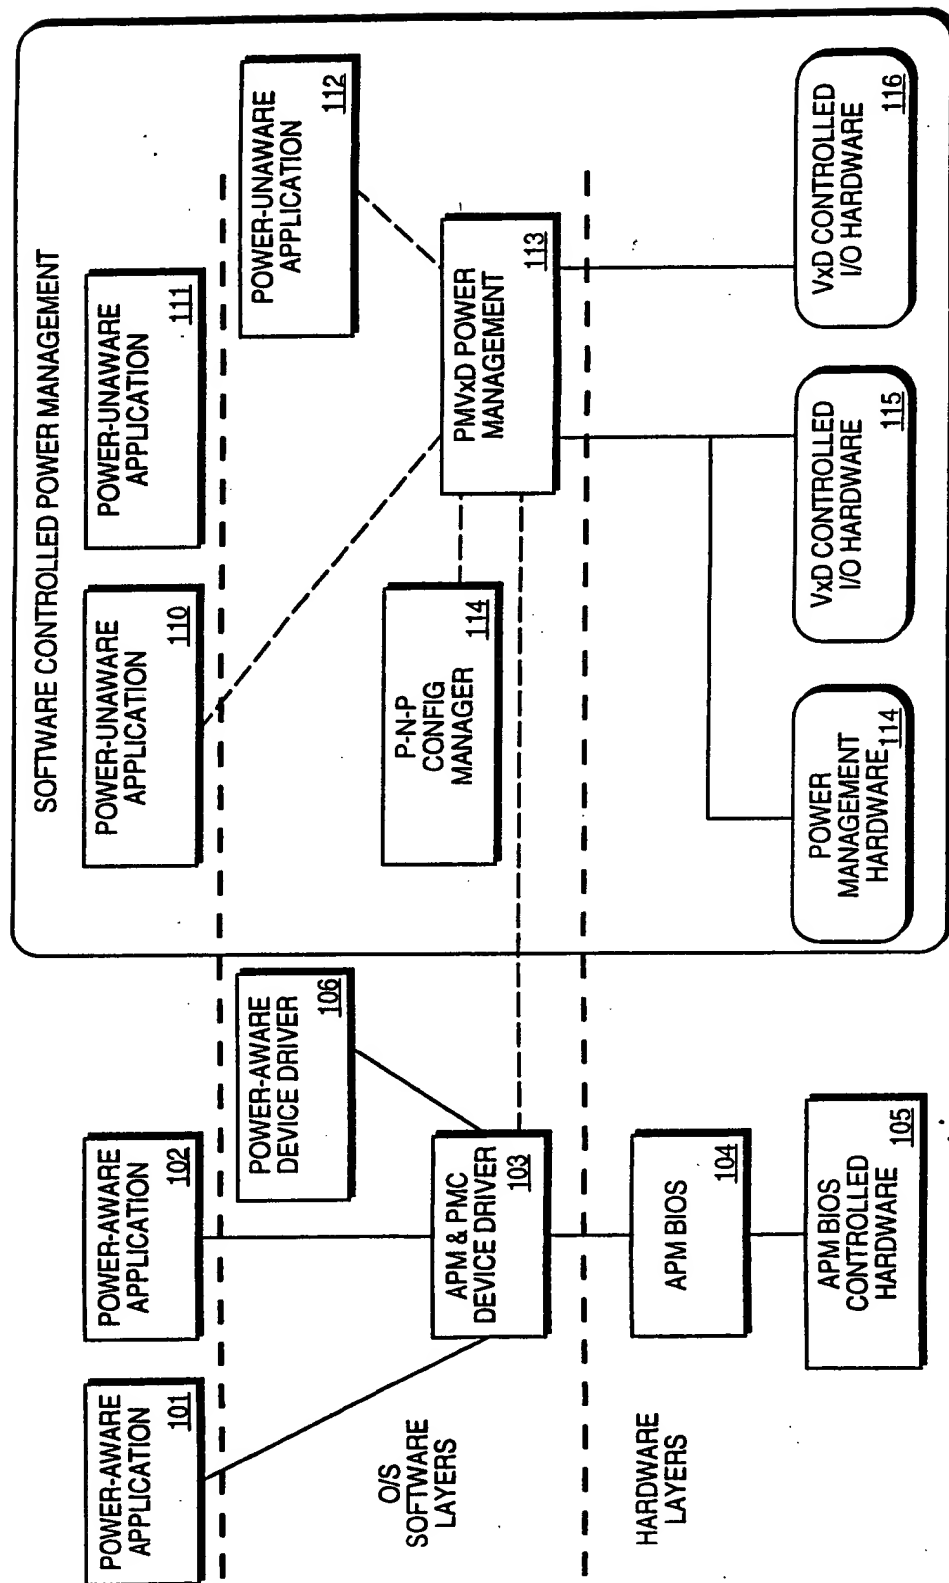 SOFTWARE CONTROLLED POWER MANAGEMENT
POWER-AWARE
APPLICATION
101
POWER-AWARE
APPLICATION
102
POWER-UNAWARE
APPLICATION
110
POWER-UNAWARE
APPLICATION
111
POWER-AWARE
DEVICE DRIVER
106
POWER-UNAWARE
APPLICATION
112
O/S
SOFTWARE
LAYERS
APM & PMC
DEVICE DRIVER
103
P-N-P
CONFIG
MANAGER
114
PMVxD POWER
MANAGEMENT
113
HARDWARE
LAYERS
APM BIOS
104
APM BIOS
CONTROLLED
HARDWARE
105
POWER
MANAGEMENT
HARDWARE
114
VxD CONTROLLED
I/O HARDWARE
115
VxD CONTROLLED
I/O HARDWARE
116